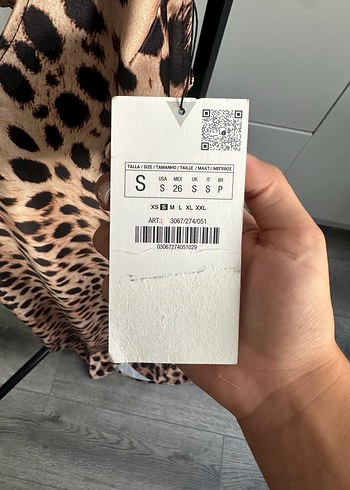 TALLA / SIZE / TAMANHO / TAILLE / MAAT / ΜΕΓΕΘΟΣ
S USA S MEX 26 UK S IT S BR P
XS S M L XL XXL
ART.: 3067/274/051
03067274051029